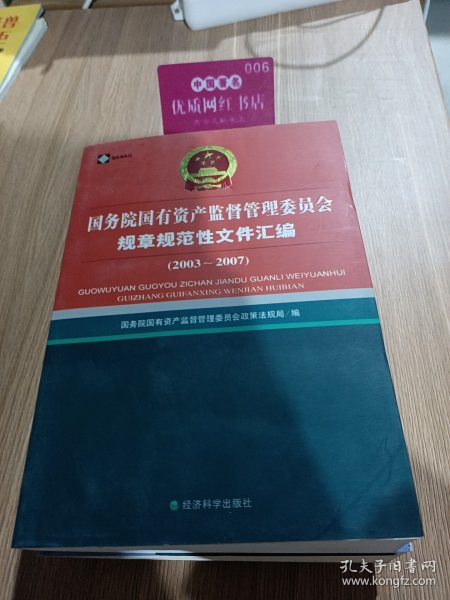 006
中国书店
优质网红书店
SASAC
国务院国有资产监督管理委员会
规章规范性文件汇编
(2003~2007)
GUOWUYUAN GUOYOU ZICHAN JIANDU GUANLI WEIYUANHUI
GUIZHANG GUIFANXING WENJIAN HUIBIAN
国务院国有资产监督管理委员会政策法规局/编
经济科学出版社
孔夫子旧书网
www.kongfz.com